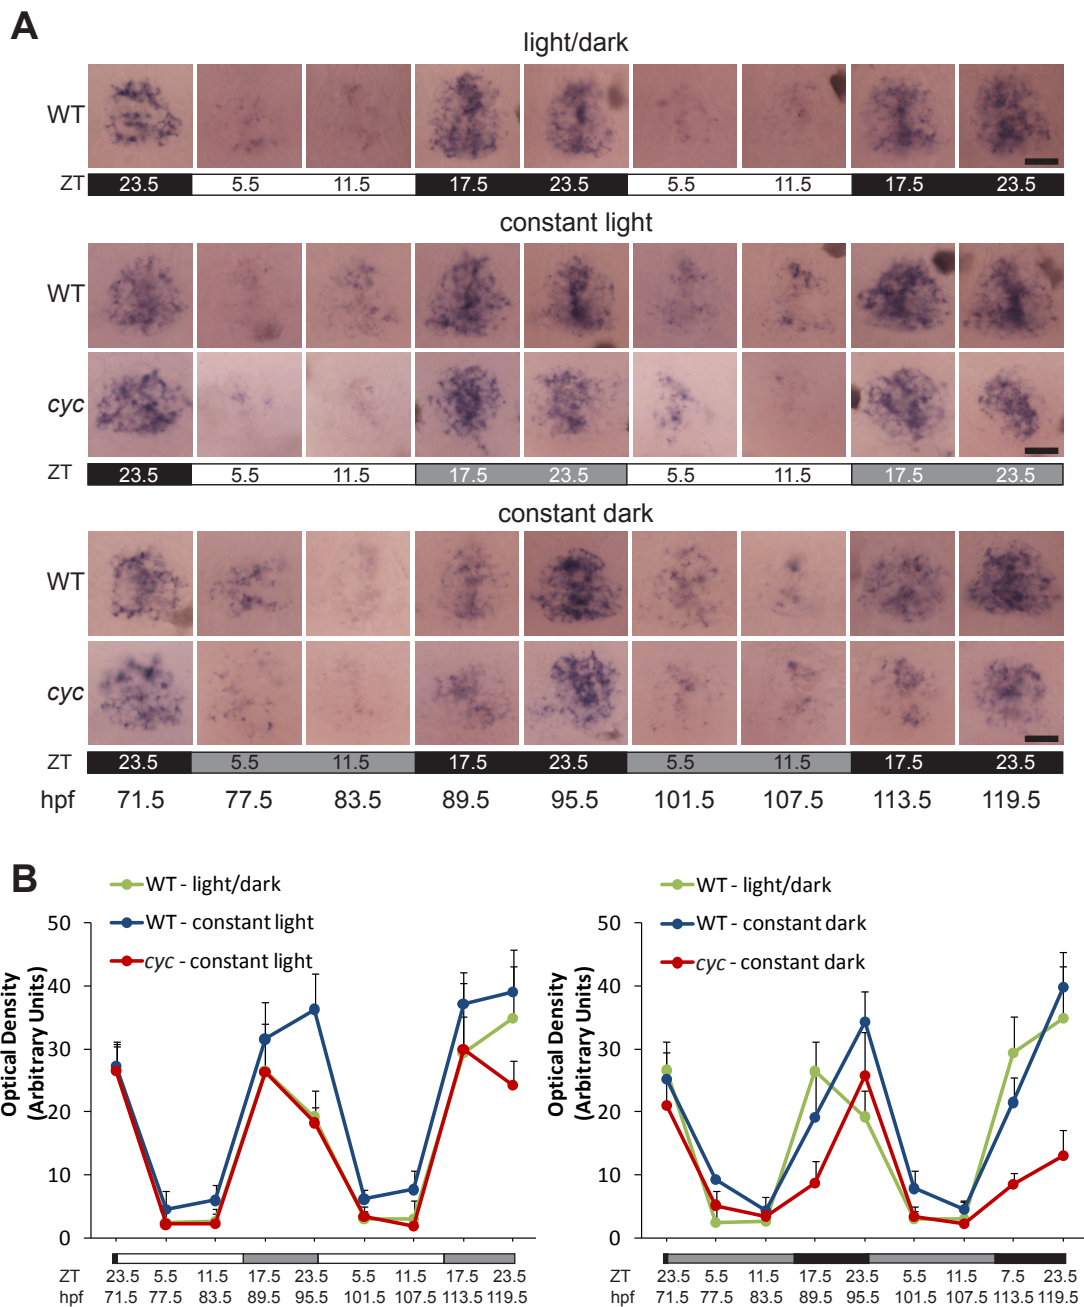 A
light/dark
WT
ZT 23.5 5.5 11.5 17.5 23.5 5.5 11.5 17.5 23.5
constant light
WT
cyc
ZT 23.5 5.5 11.5 17.5 23.5 5.5 11.5 17.5 23.5
constant dark
WT
cyc
ZT 23.5 5.5 11.5 17.5 23.5 5.5 11.5 17.5 23.5
hpf 71.5 77.5 83.5 89.5 95.5 101.5 107.5 113.5 119.5
B
WT - light/dark
WT - constant light
cyc - constant light
50
40
30
20
10
0
Optical Density
(Arbitrary Units)
ZT 23.5 5.5 11.5 17.5 23.5 5.5 11.5 17.5 23.5
hpf 71.5 77.5 83.5 89.5 95.5 101.5 107.5 113.5 119.5
WT - light/dark
WT - constant dark
cyc - constant dark
50
40
30
20
10
0
Optical Density
(Arbitrary Units)
ZT 23.5 5.5 11.5 17.5 23.5 5.5 11.5 7.5 23.5
hpf 71.5 77.5 83.5 89.5 95.5 101.5 107.5 113.5 119.5